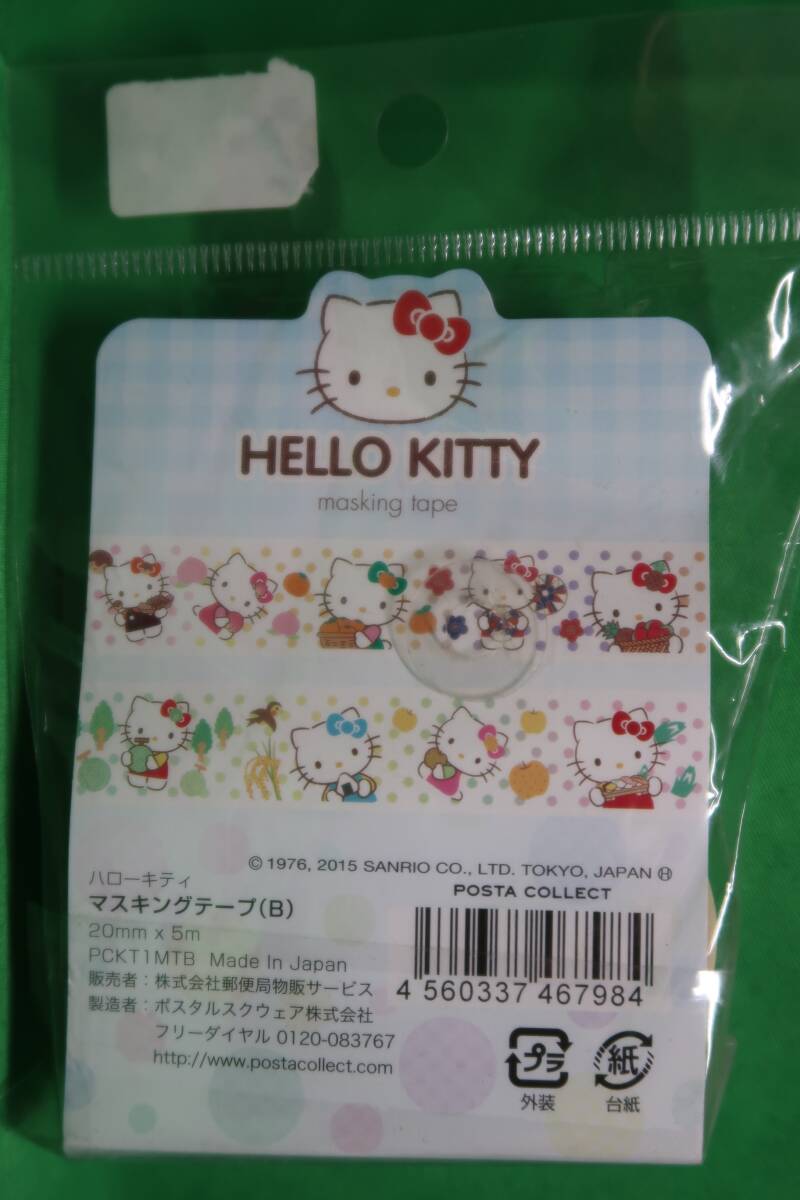 HELLO KITTY
masking tape
© 1976, 2015 SANRIO CO., LTD. TOKYO, JAPAN Ⓗ
POSTA COLLECT
ハローキティ
マスキングテープ(B)
20mm x 5m
PCKT1MTB Made In Japan
販売者:株式会社郵便局物販サービス
製造者:ポスタルスクウェア株式会社
フリーダイヤル 0120-083767
http://www.postacollect.com
4 560337 467984
プラ
外装
紙
台紙